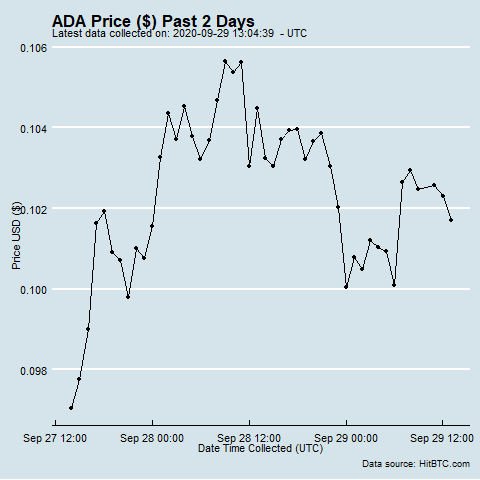 ADA Price ($) Past 2 Days
Latest data collected on: 2020-09-29 13:04:39 - UTC
0.106
0.104
0.102
0.100
0.098
Price USD ($)
Sep 27 12:00 Sep 28 00:00 Sep 28 12:00 Sep 29 00:00 Sep 29 12:00
Date Time Collected (UTC)
Data source: HitBTC.com